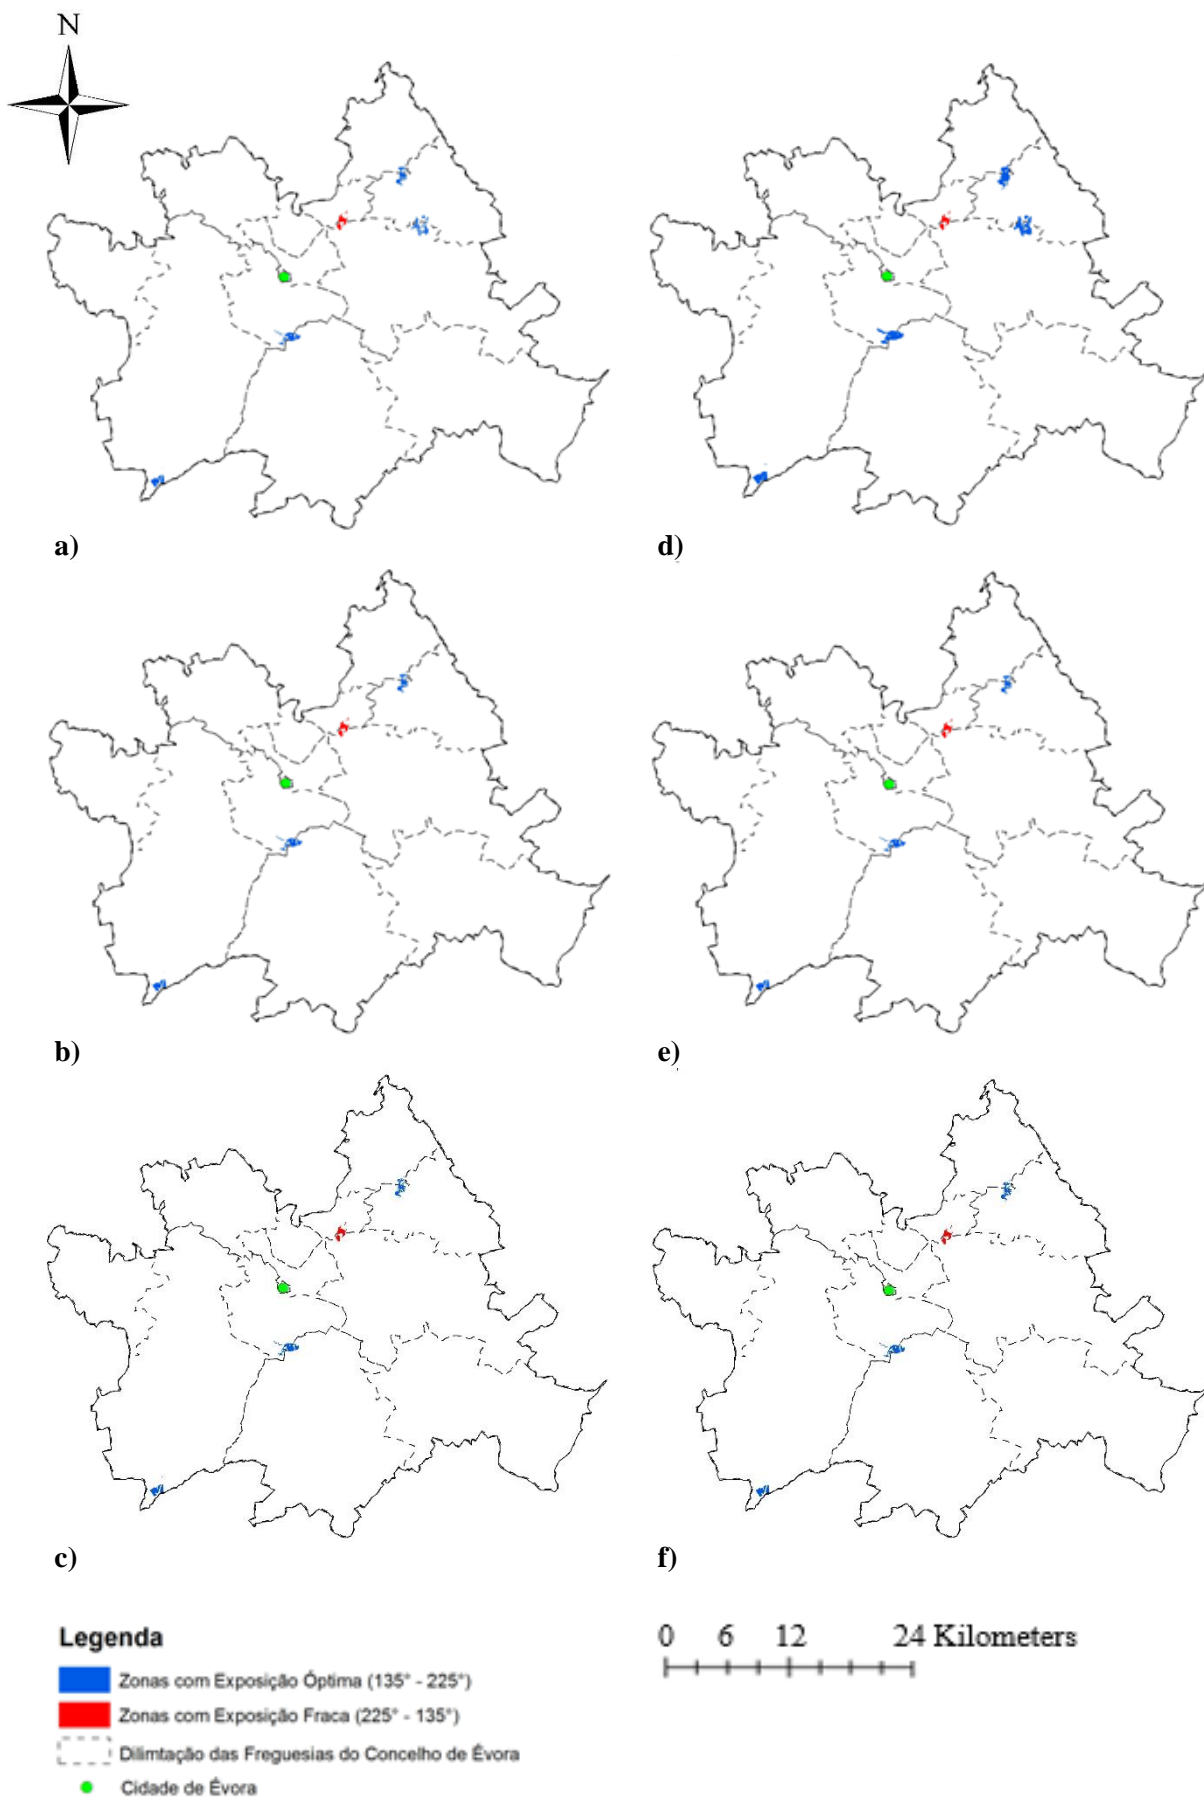 N
a)
d)
b)
e)
c)
f)
Legenda
Zonas com Exposição Óptima (135° - 225°)
Zonas com Exposição Fraca (225° - 135°)
Dilimtação das Freguesias do Concelho de Évora
Cidade de Évora
0 6 12 24 Kilometers